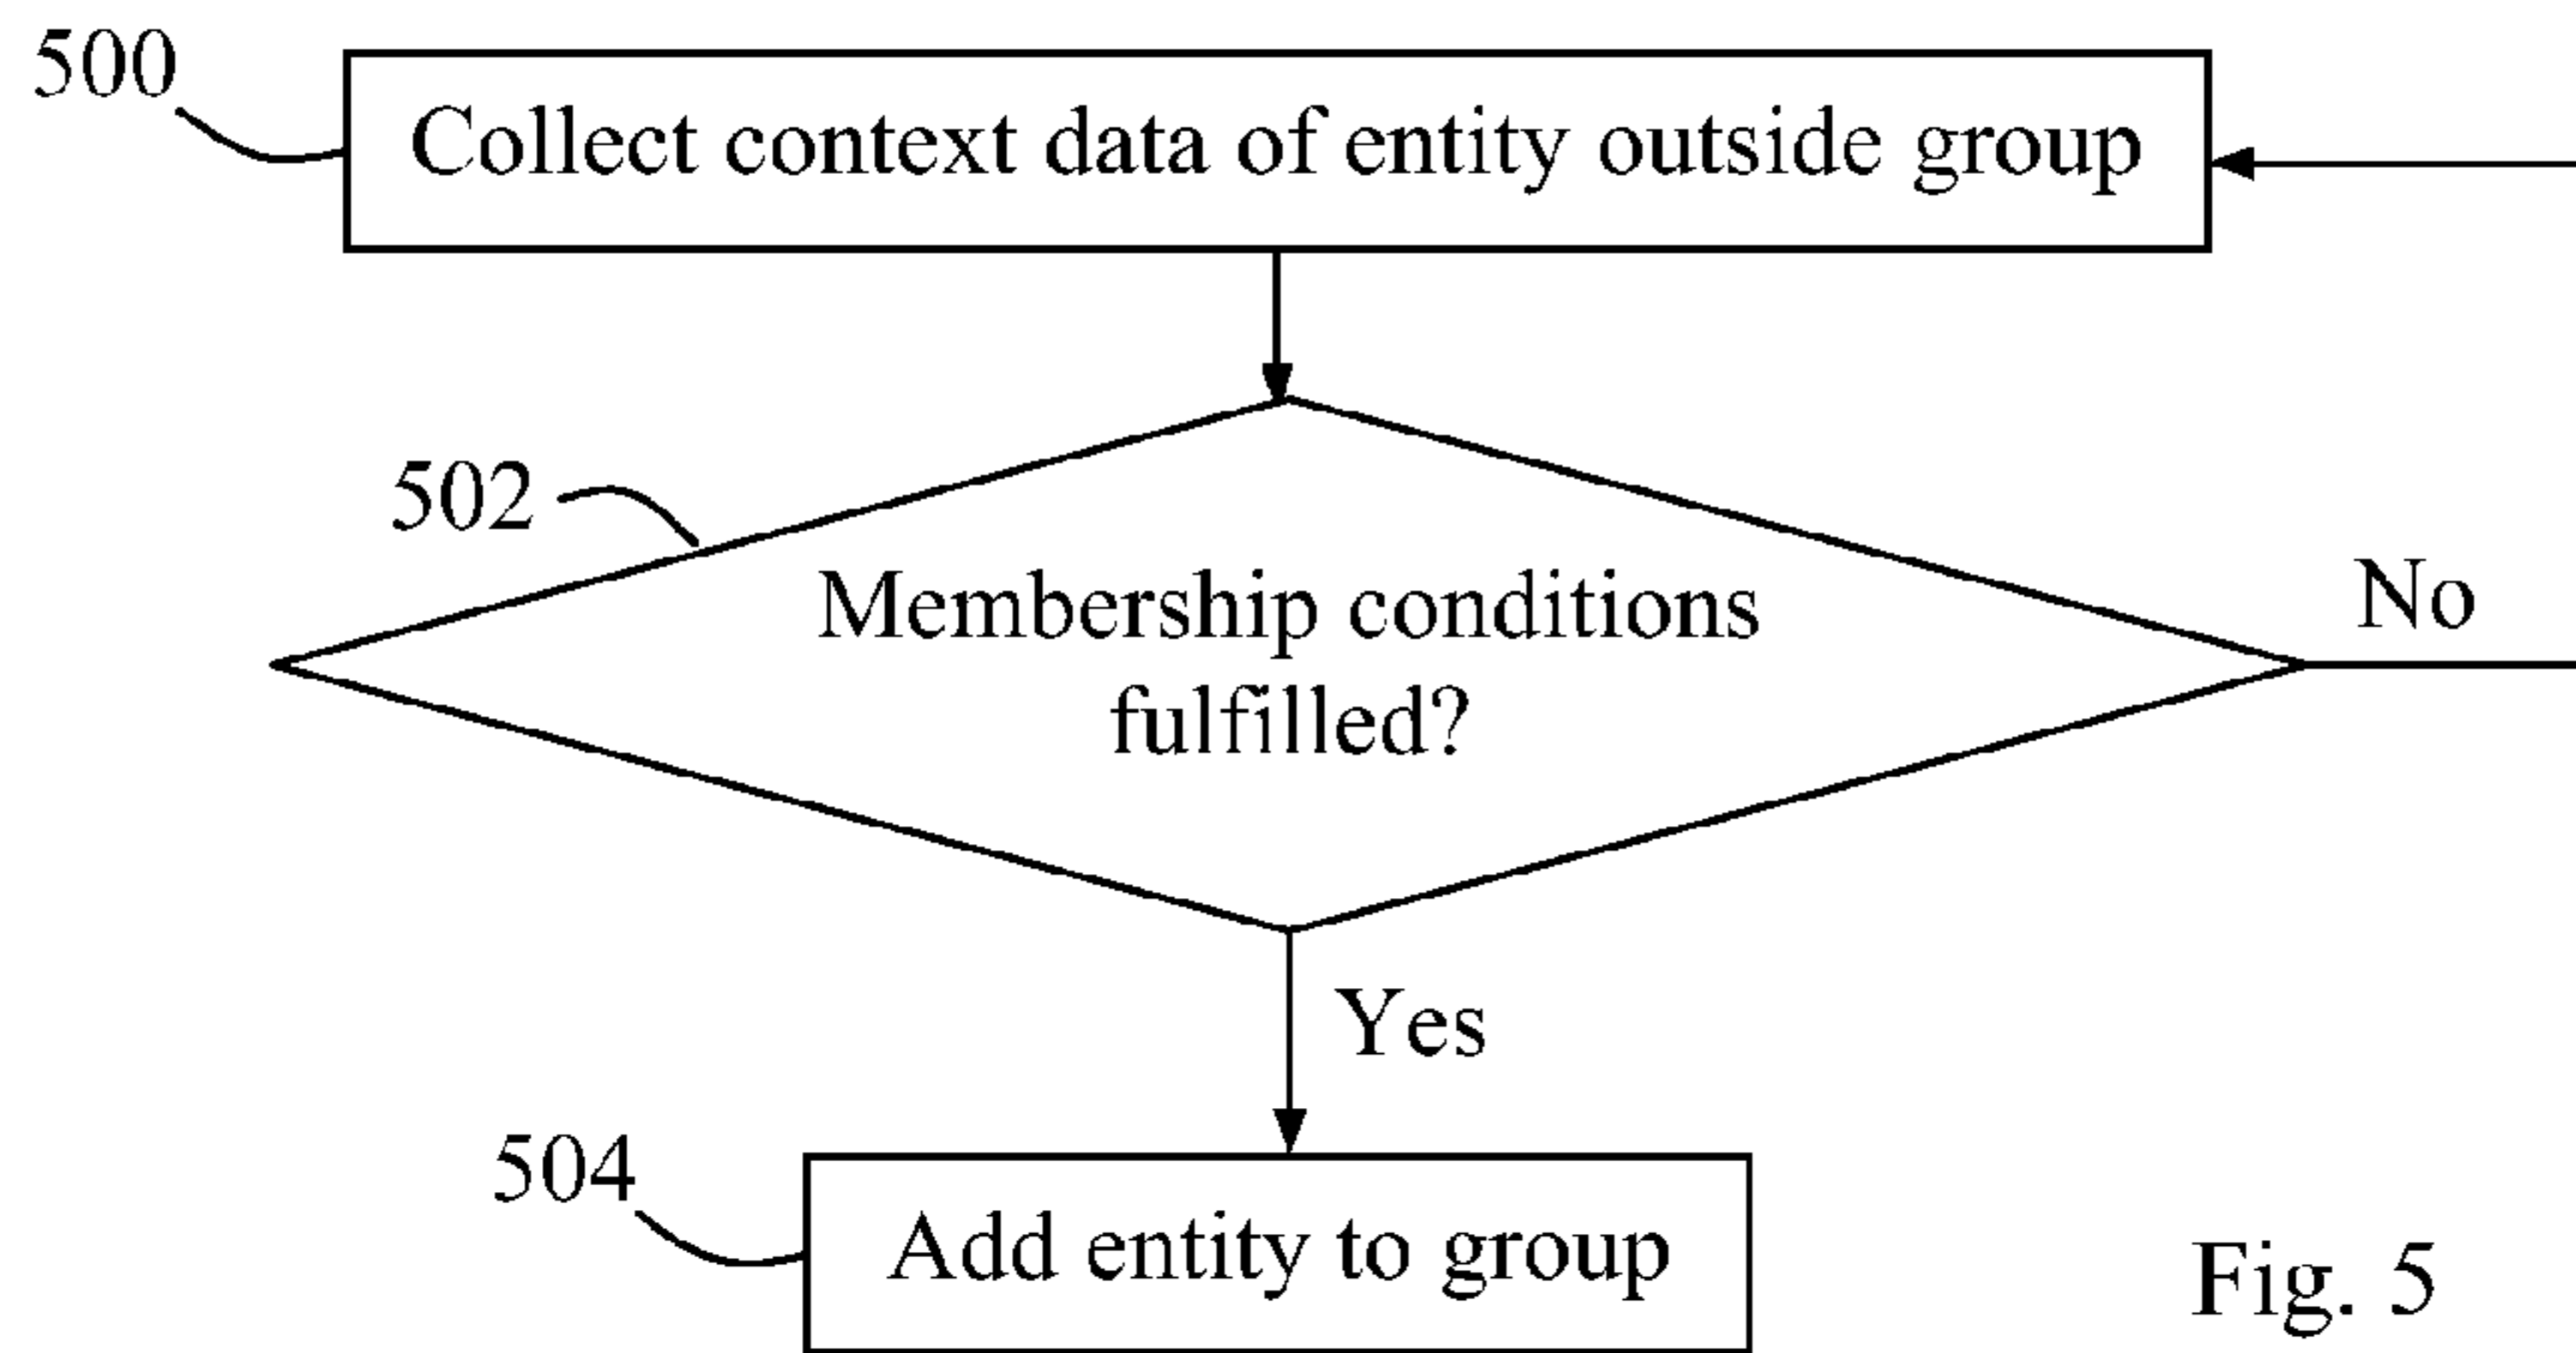 500
Collect context data of entity outside group
502
Membership conditions
fulfilled?
No
Yes
504
Add entity to group
Fig. 5